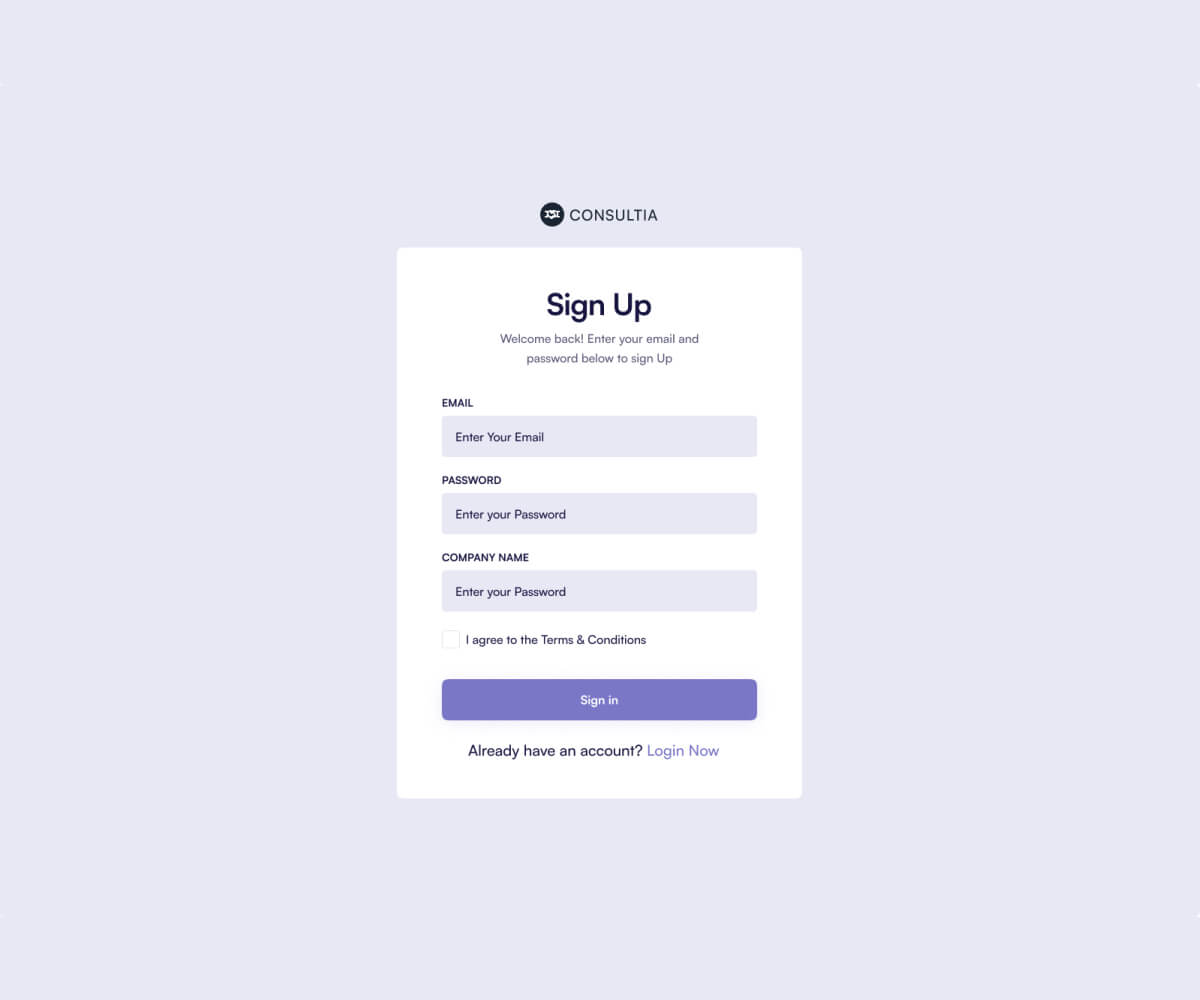 CONSULTIA
Sign Up
Welcome back! Enter your email and
password below to sign Up
EMAIL
Enter Your Email
PASSWORD
Enter your Password
COMPANY NAME
Enter your Password
I agree to the Terms & Conditions
Sign in
Already have an account? Login Now